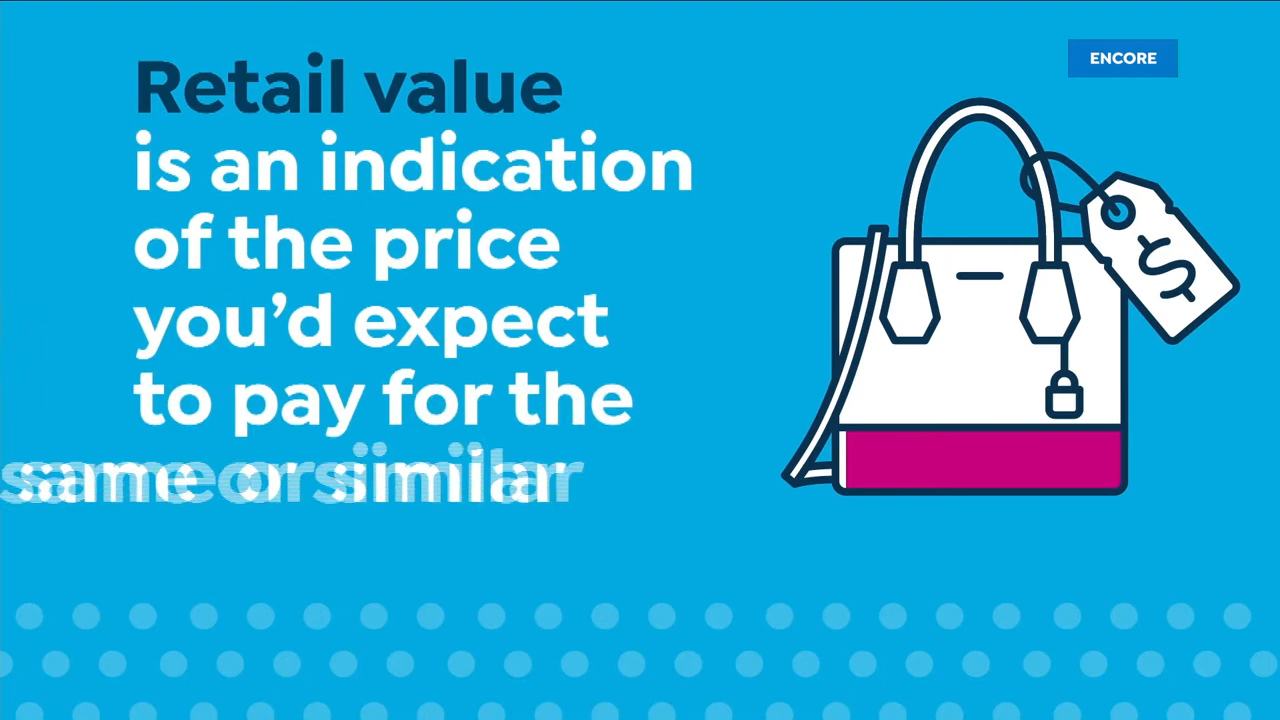 ENCORE
Retail value
is an indication
of the price
you'd expect
to pay for the
same or similar
$